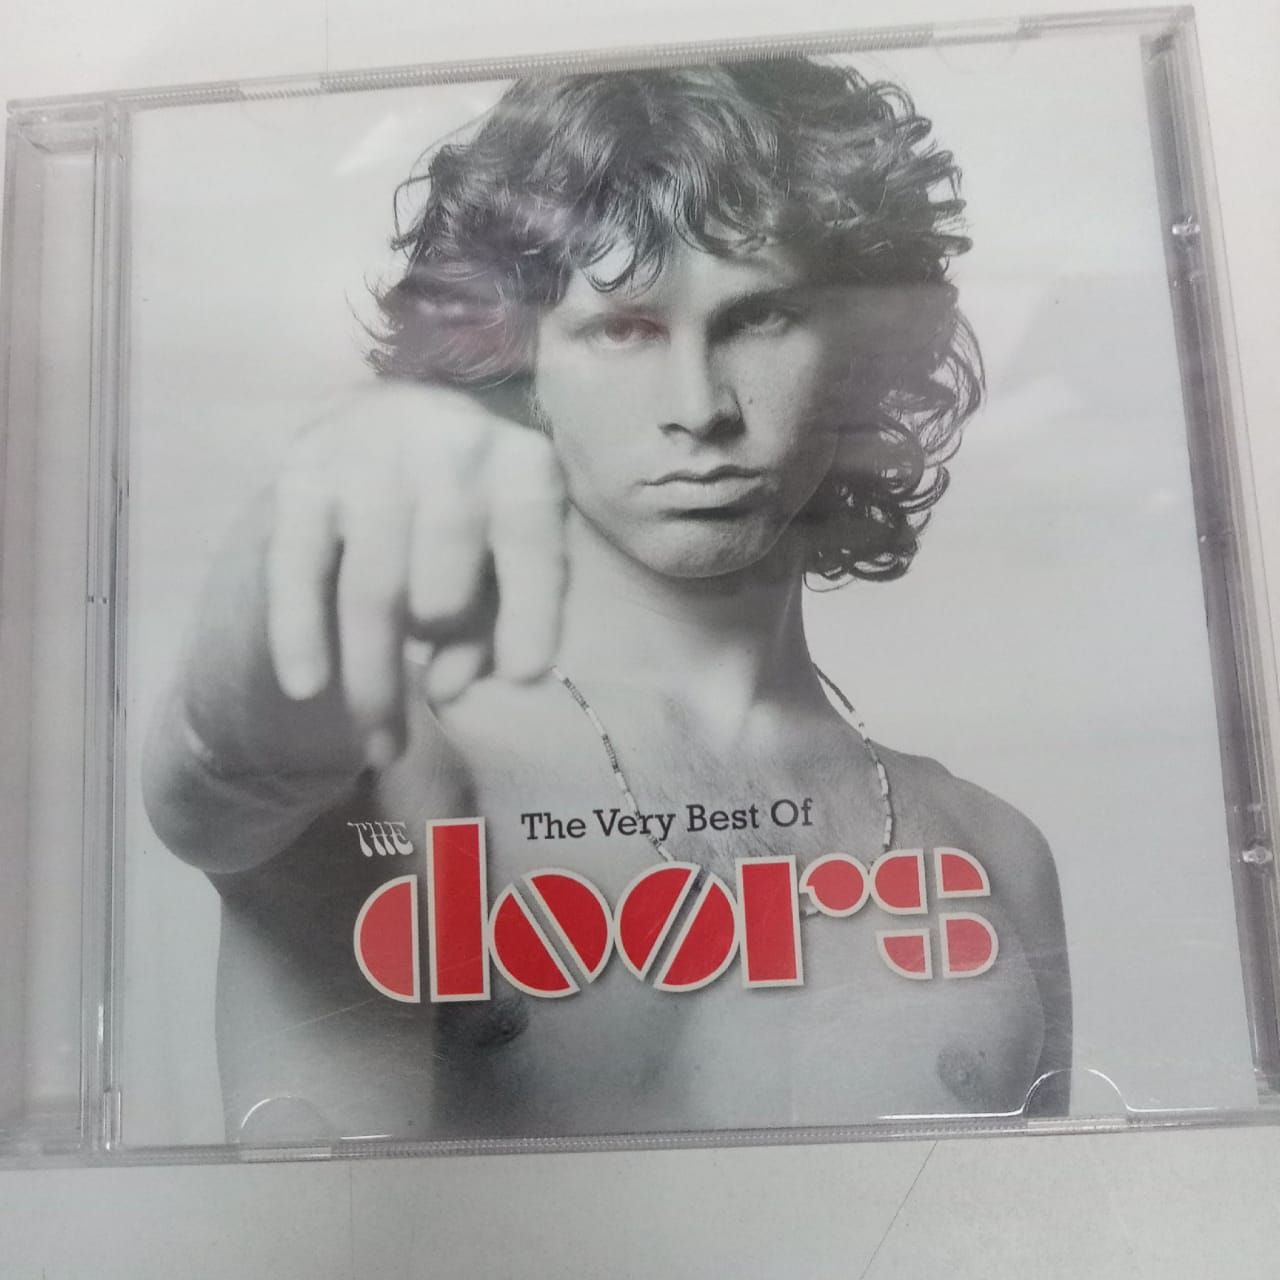 The Very Best Of
THE
doors